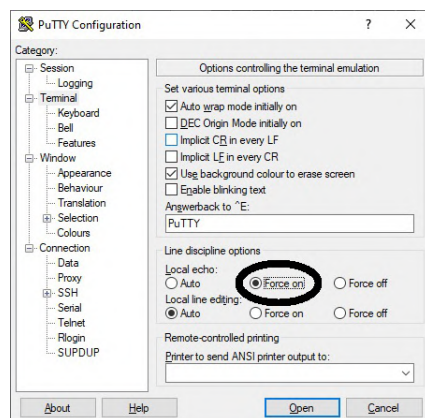 PuTTY Configuration ? X
Category:
Session
Logging
Terminal
Keyboard
Bell
Features
Window
Appearance
Behaviour
Translation
Selection
Colours
Connection
Data
Proxy
SSH
Serial
Telnet
Rlogin
SUPDUP
Options controlling the terminal emulation
Set various terminal options
Auto wrap mode initially on
DEC Origin Mode initially on
Implicit CR in every LF
Implicit LF in every CR
Use background colour to erase screen
Enable blinking text
Answerback to ^E:
PuTTY
Line discipline options
Local echo:
Auto Force on Force off
Local line editing:
Auto Force on Force off
Remote-controlled printing
Printer to send ANSI printer output to:
About Help Open Cancel